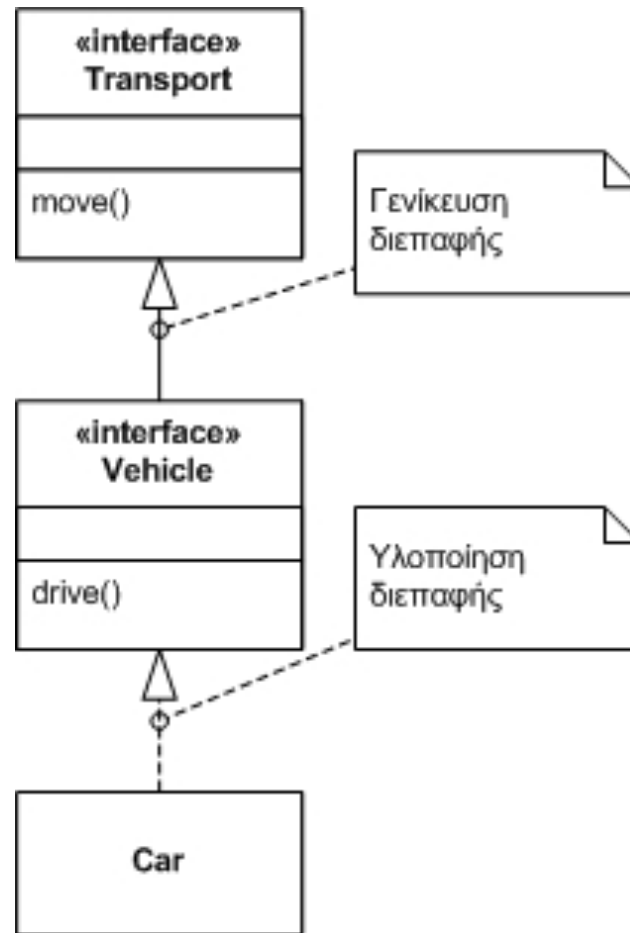 «interface»
Transport
move()
Γενίκευση
διεπαφής
«interface»
Vehicle
drive()
Υλοποίηση
διεπαφής
Car